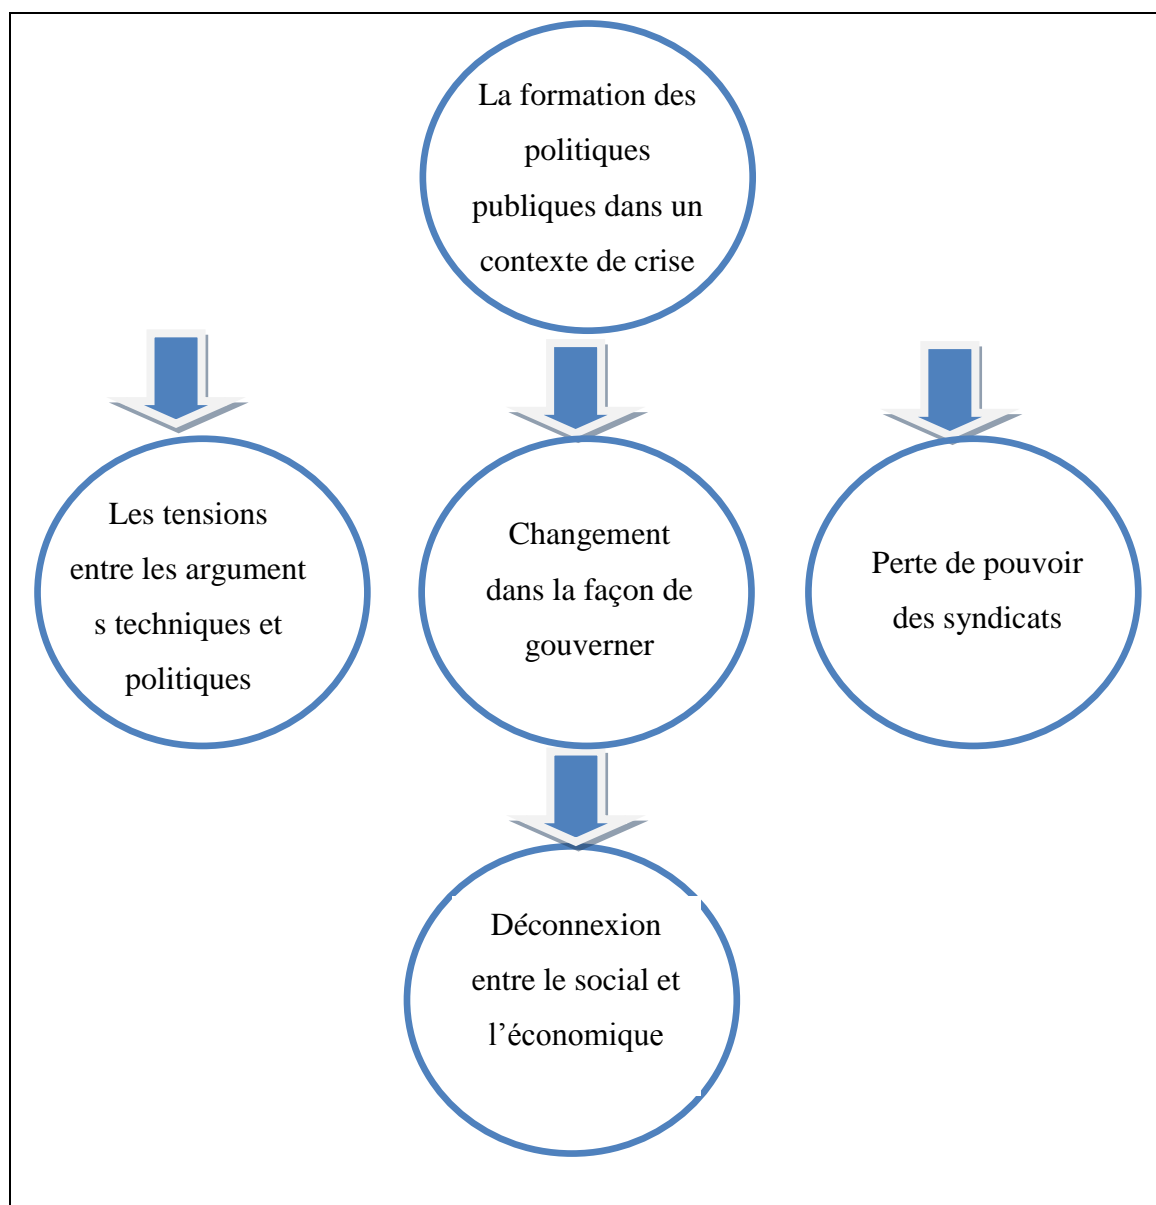 La formation des
politiques
publiques dans un
contexte de crise
Les tensions
entre les argument
s techniques et
politiques
Changement
dans la façon de
gouverner
Perte de pouvoir
des syndicats
Déconnexion
entre le social et
l’économique